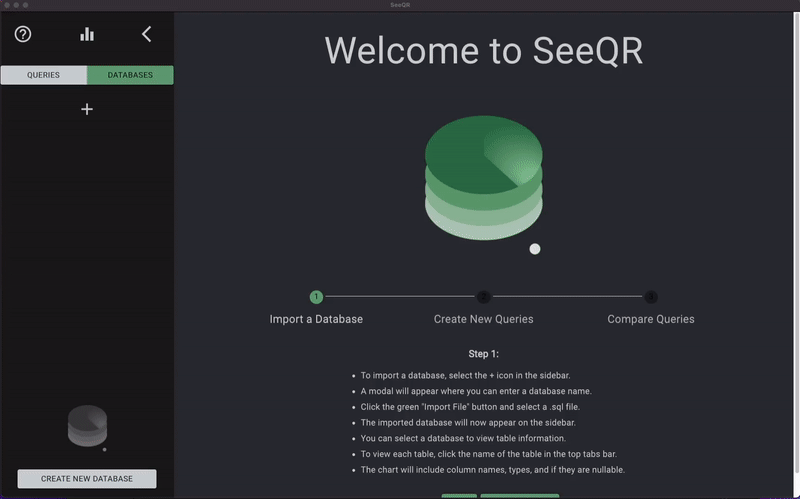 SeeQR
QUERIES
DATABASES
+
CREATE NEW DATABASE
Welcome to SeeQR
1
Import a Database
Create New Queries
Compare Queries
Step 1:
• To import a database, select the + icon in the sidebar.
• A modal will appear where you can enter a database name.
• Click the green "Import File" button and select a .sql file.
• The imported database will now appear on the sidebar.
• You can select a database to view table information.
• To view each table, click the name of the table in the top tabs bar.
• The chart will include column names, types, and if they are nullable.